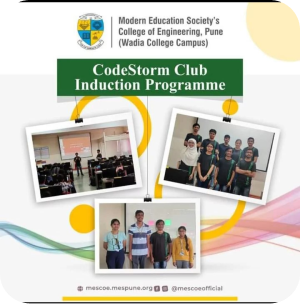 Modern Education Society's
College of Engineering, Pune
(Wadia College Campus)
CodeStorm Club
Induction Programme
mescoe.mespune.org
@mescoeofficial